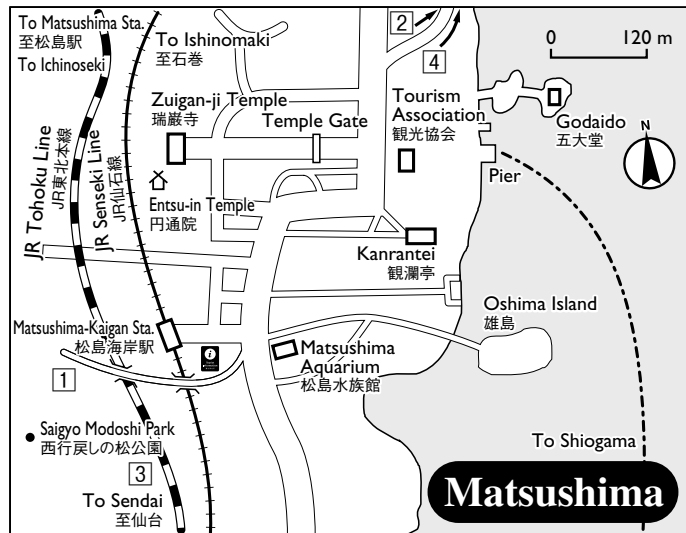 To Matsushima Sta.
至松島駅
To Ichinoseki
To Ishinomaki
至石巻
2
4
0 120 m
Zuigan-ji Temple
瑞巌寺
Temple Gate
Tourism
Association
観光協会
Godaido
五大堂
N
Pier
JR Tohoku Line
JR東北本線
JR Senseki Line
JR仙石線
Entsu-in Temple
円通院
Kanrantei
観瀾亭
Oshima Island
雄島
Matsushima-Kaigan Sta.
松島海岸駅
i
Matsushima
Aquarium
松島水族館
1
Saigyo Modoshi Park
西行戻しの松公園
3
To Sendai
至仙台
To Shiogama
Matsushima